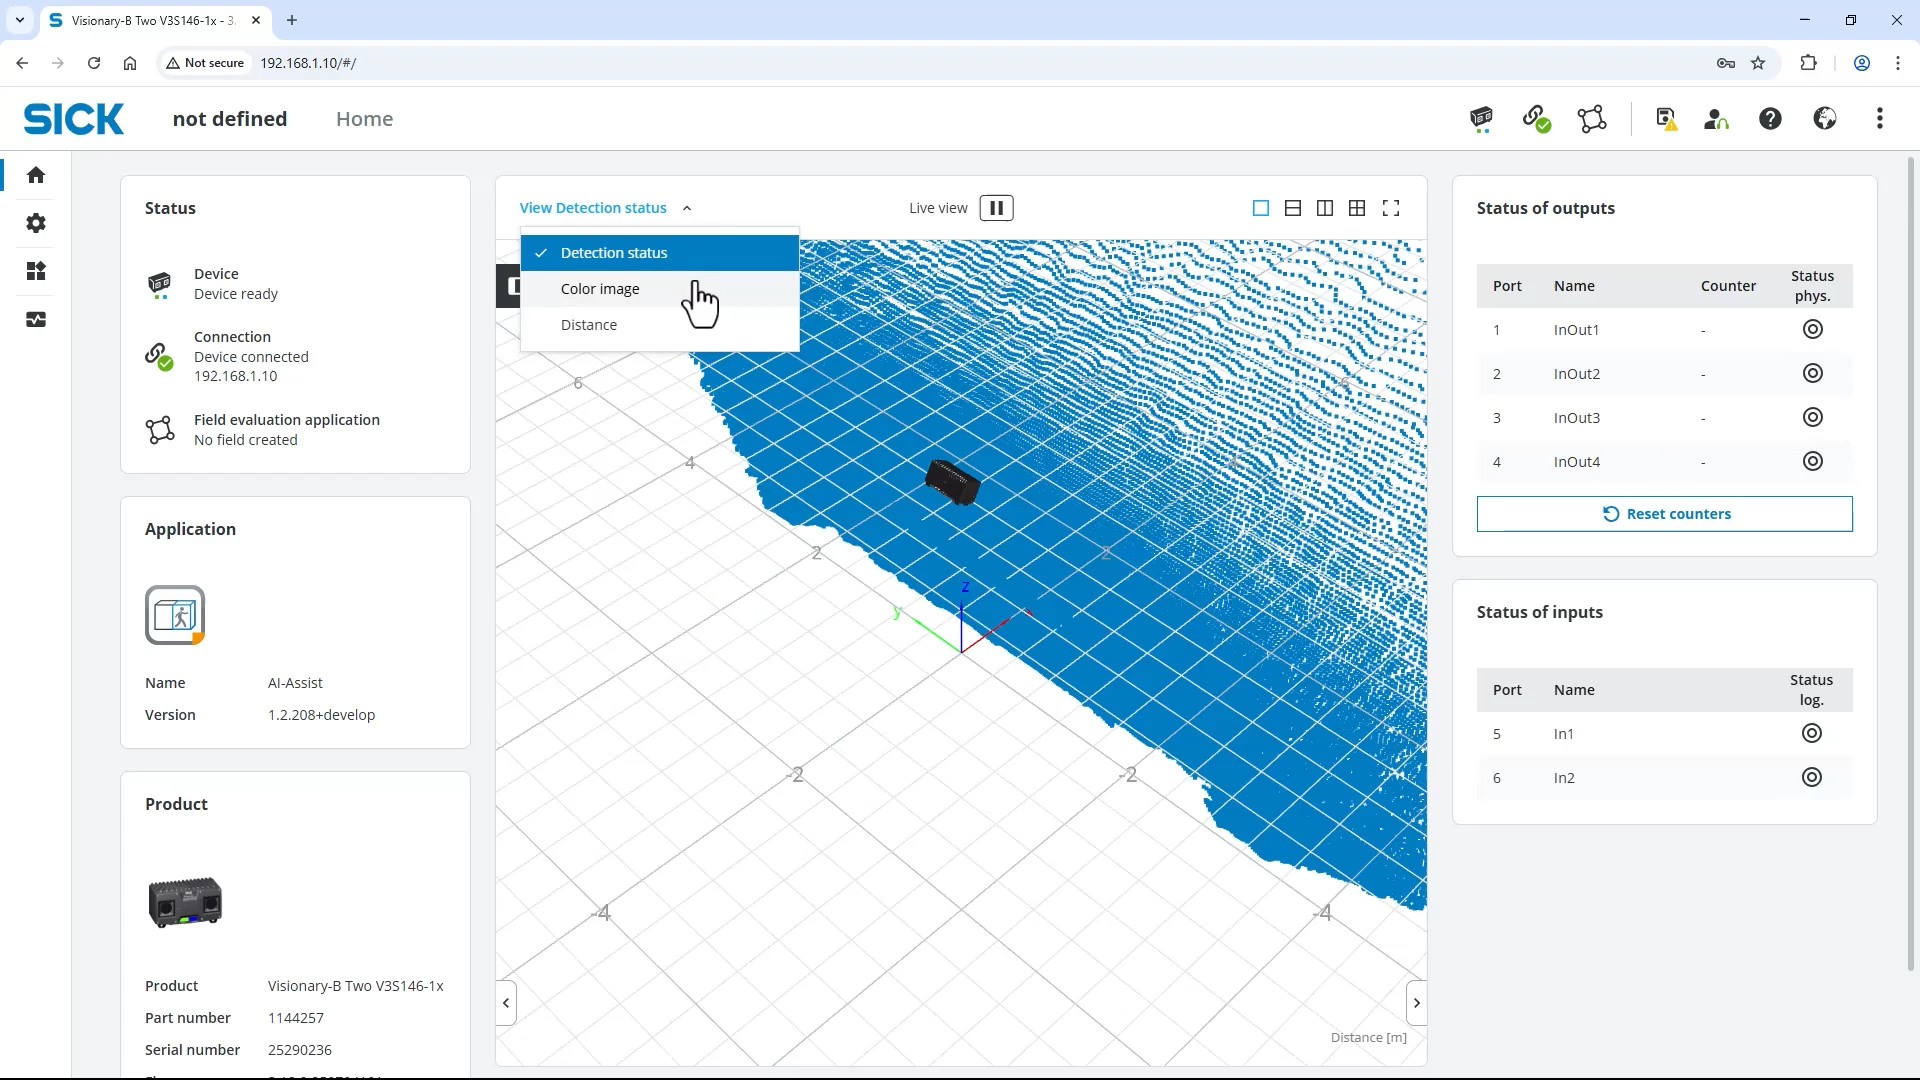 Visionary-B Two V3S146-1x - 3.
Not secure
192.168.1.10/#/
SICK
not defined
Home
Status
Device
Device ready
Connection
Device connected
192.168.1.10
Field evaluation application
No field created
Application
Name AI-Assist
Version 1.2.208+develop
Product
Product Visionary-B Two V3S146-1x
Part number 1144257
Serial number 25290236
View Detection status
Live view
Detection status
Color image
Distance
6
6
4
4
2
2
z
y
x
-2
-2
-4
-4
Distance [m]
Status of outputs
Port Name Counter Status phys.
1 InOut1 -
2 InOut2 -
3 InOut3 -
4 InOut4 -
Reset counters
Status of inputs
Port Name Status log.
5 In1
6 In2